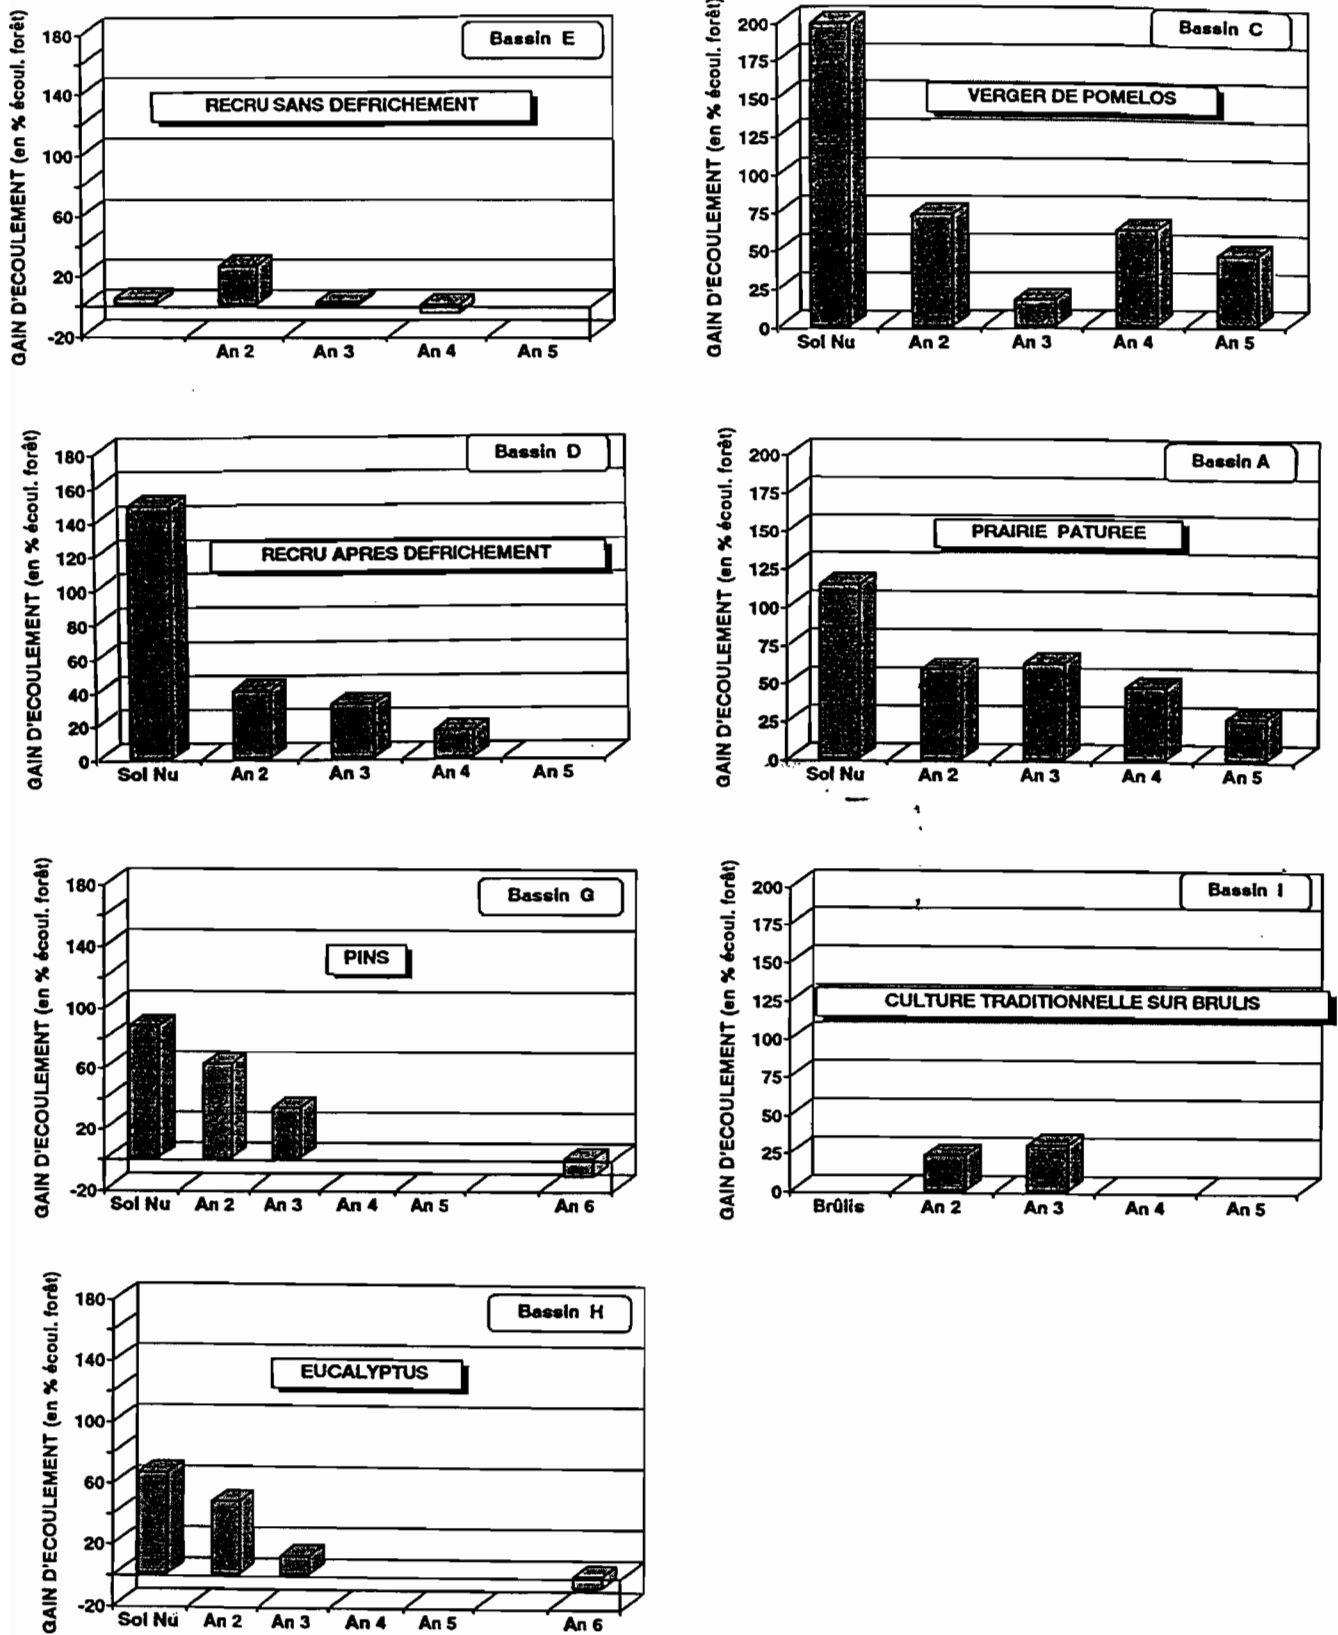 GAIN D'ECOULEMENT (en % écoul. forêt)
Bassin E
RECRU SANS DEFRICHEMENT
180
140
100
60
20
-20
An 2 An 3 An 4 An 5
GAIN D'ECOULEMENT (en % écoul. forêt)
Bassin C
VERGER DE POMELOS
200
175
150
125
100
75
50
25
0
Sol Nu An 2 An 3 An 4 An 5
GAIN D'ECOULEMENT (en % écoul. forêt)
Bassin D
RECRU APRES DEFRICHEMENT
180
160
140
120
100
80
60
40
20
0
Sol Nu An 2 An 3 An 4 An 5
GAIN D'ECOULEMENT (en % écoul. forêt)
Bassin A
PRAIRIE PATUREE
200
175
150
125
100
75
50
25
0
Sol Nu An 2 An 3 An 4 An 5
GAIN D'ECOULEMENT (en % écoul. forêt)
Bassin G
PINS
180
140
100
60
20
-20
Sol Nu An 2 An 3 An 4 An 5 An 6
GAIN D'ECOULEMENT (en % écoul. forêt)
Bassin I
CULTURE TRADITIONNELLE SUR BRULIS
200
175
150
125
100
75
50
25
0
Brûlis An 2 An 3 An 4 An 5
GAIN D'ECOULEMENT (en % écoul. forêt)
Bassin H
EUCALYPTUS
180
140
100
60
20
-20
Sol Nu An 2 An 3 An 4 An 5 An 6